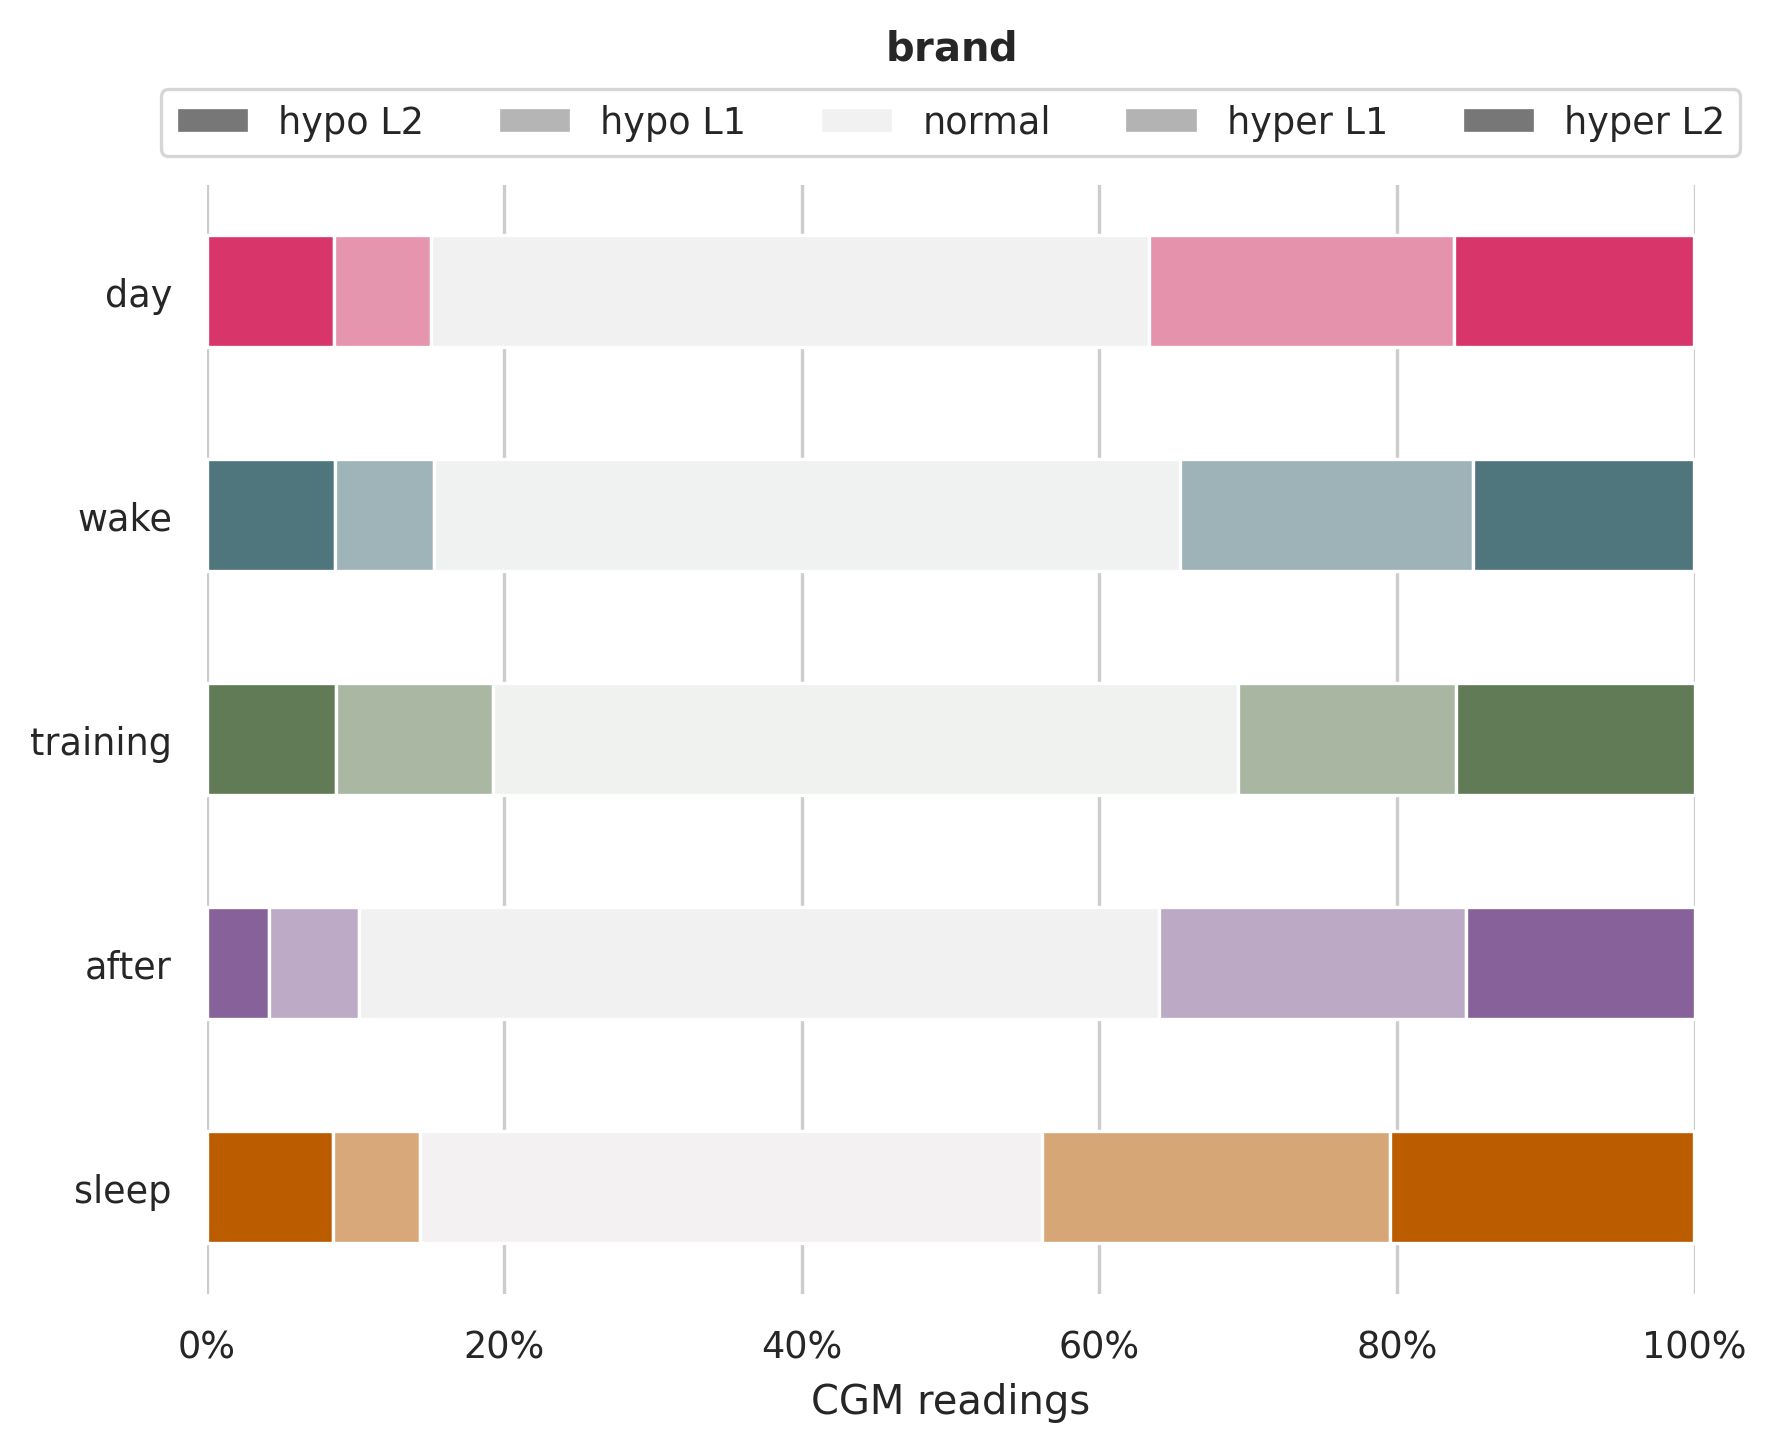 brand
hypo L2 hypo L1 normal hyper L1 hyper L2
day
wake
training
after
sleep
0% 20% 40% 60% 80% 100%
CGM readings